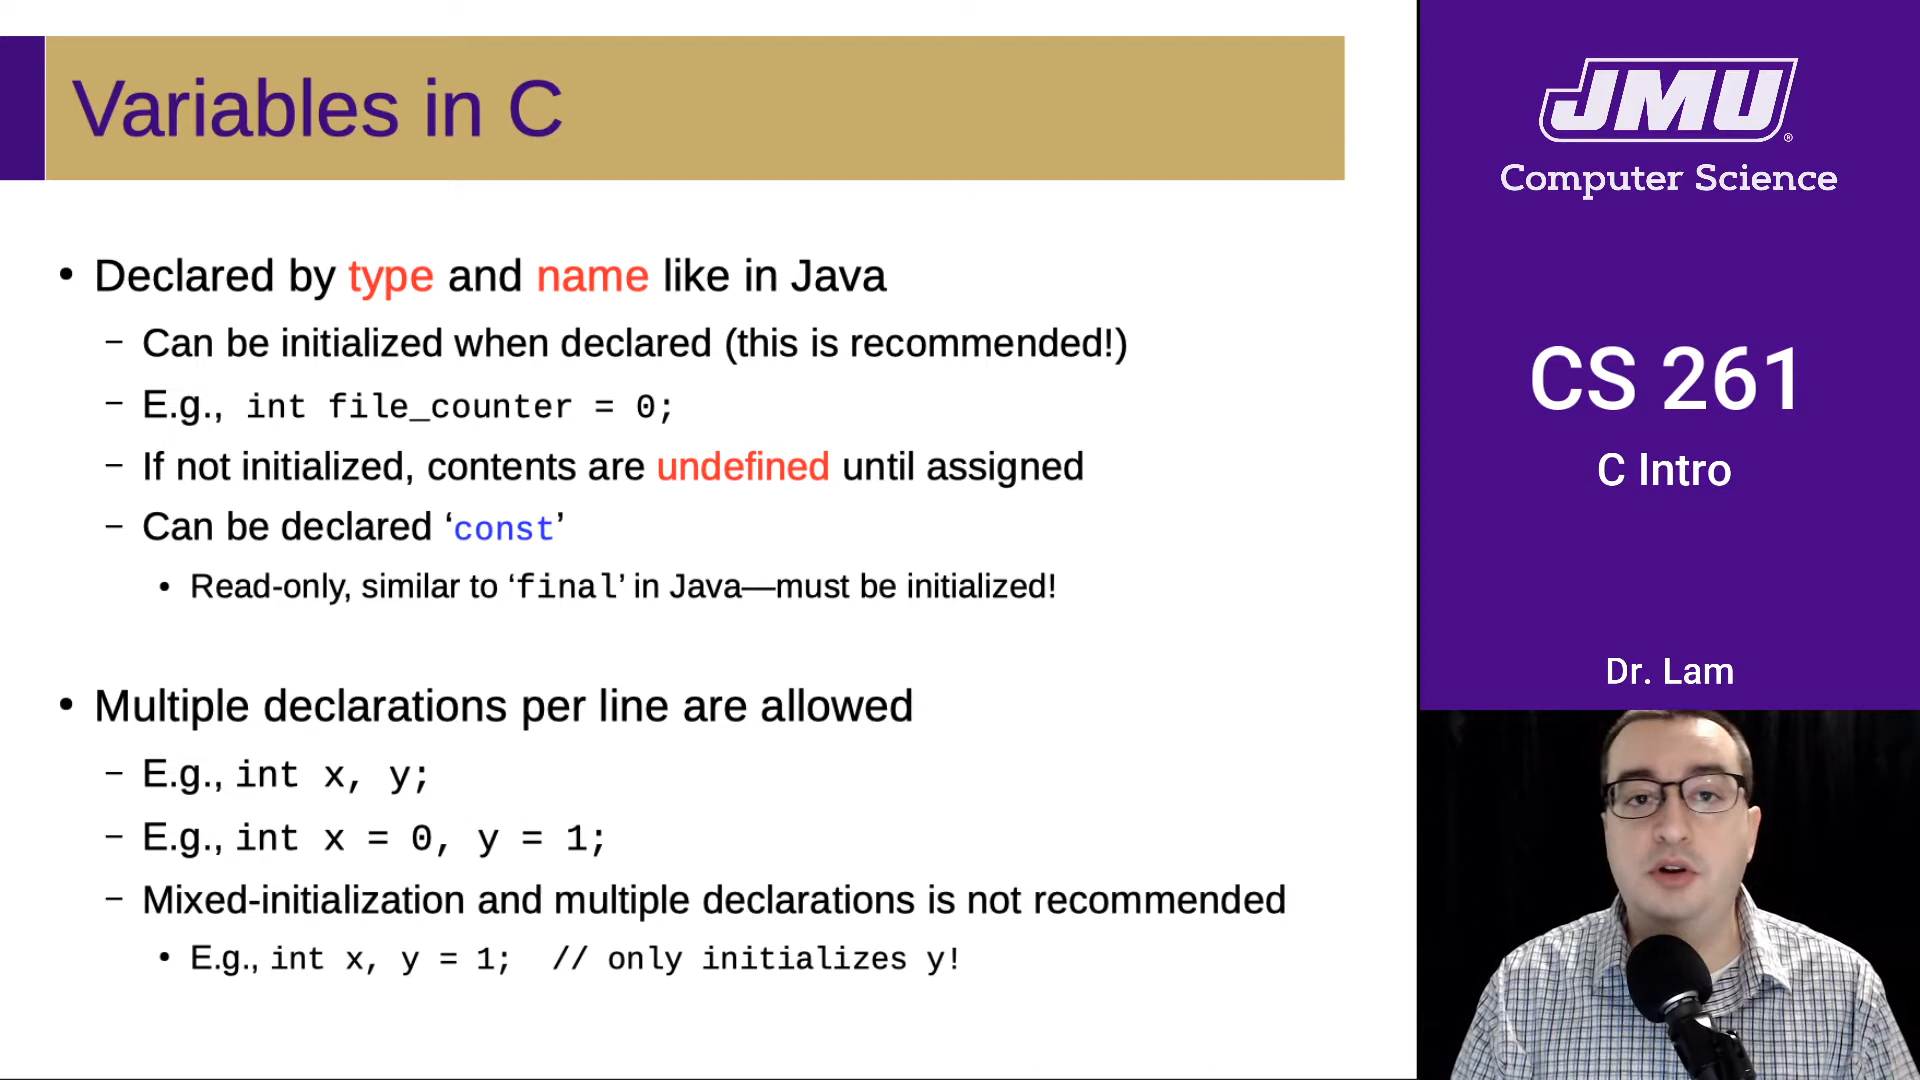 Variables in C
• Declared by type and name like in Java
– Can be initialized when declared (this is recommended!)
– E.g., int file_counter = 0;
– If not initialized, contents are undefined until assigned
– Can be declared ‘const’
• Read-only, similar to ‘final’ in Java—must be initialized!
• Multiple declarations per line are allowed
– E.g., int x, y;
– E.g., int x = 0, y = 1;
– Mixed-initialization and multiple declarations is not recommended
• E.g., int x, y = 1;  // only initializes y!
JMU®
Computer Science
CS 261
C Intro
Dr. Lam